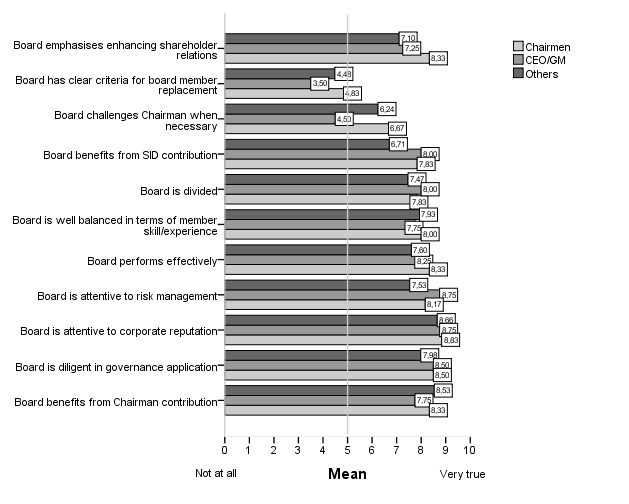 Board emphasises enhancing shareholder
relations
7,10
7,25
8,33
Chairmen
CEO/GM
Others
Board has clear criteria for board member
replacement
4,48
3,50
4,83
Board challenges Chairman when
necessary
6,24
4,50
6,67
Board benefits from SID contribution
6,71
8,00
7,83
Board is divided
7,47
8,00
7,83
Board is well balanced in terms of member
skill/experience
7,93
7,75
8,00
Board performs effectively
7,60
8,25
8,33
Board is attentive to risk management
7,53
8,75
8,17
Board is attentive to corporate reputation
8,66
8,75
8,83
Board is diligent in governance application
7,98
8,50
8,50
Board benefits from Chairman contribution
8,53
7,75
8,33
0 1 2 3 4 5 6 7 8 9 10
Not at all Mean Very true